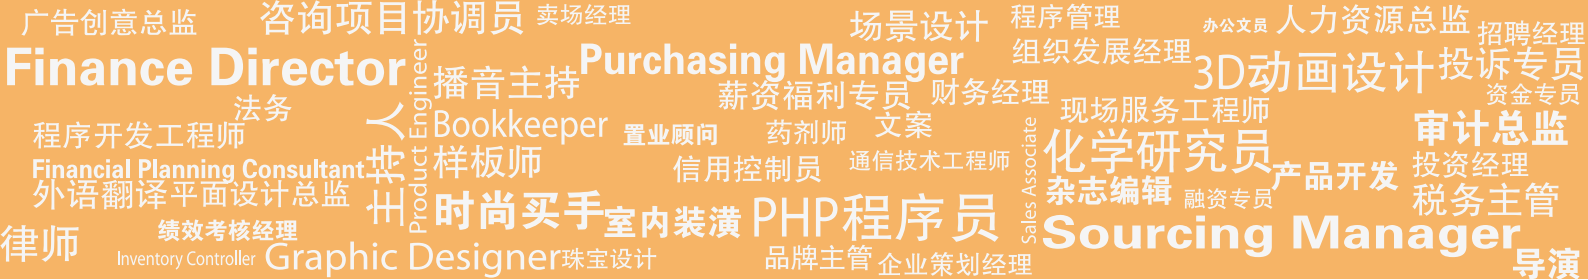 广告创意总监
咨询项目协调员
卖场经理
场景设计
程序管理
办公文员
人力资源总监
招聘经理
Finance Director
Product Engineer
播音主持
Purchasing Manager
组织发展经理
3D动画设计
投诉专员
薪资福利专员
财务经理
资金专员
法务
主持人
现场服务工程师
审计总监
程序开发工程师
Bookkeeper
置业顾问
药剂师
文案
Sales Associate
化学研究员
Financial Planning Consultant
样板师
信用控制员
通信技术工程师
产品开发
投资经理
外语翻译
平面设计总监
杂志编辑
融资专员
税务主管
时尚买手
室内装潢
PHP程序员
绩效考核经理
Sourcing Manager
律师
Inventory Controller
Graphic Designer
珠宝设计
品牌主管
企业策划经理
导演